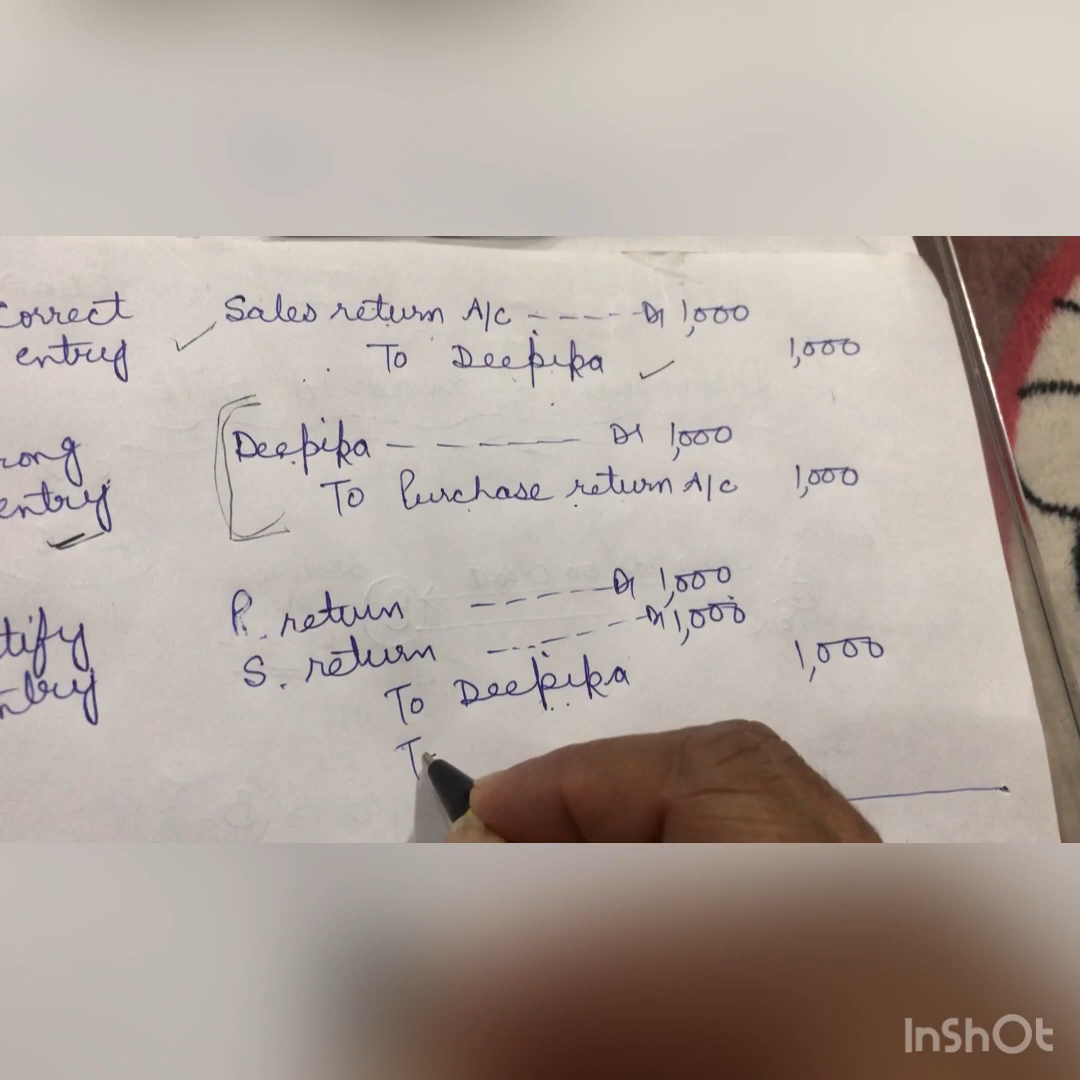 correct Sales return A/c ----- Dr 1,000
entry To Deepika 1,000
rong Deepika ----- Dr 1,000
entry To Purchase return A/c 1,000
P. return ----- Dr 1,000
tify S. return ----- Dr 1,000
ntry To Deepika 1,000
T
InShOt